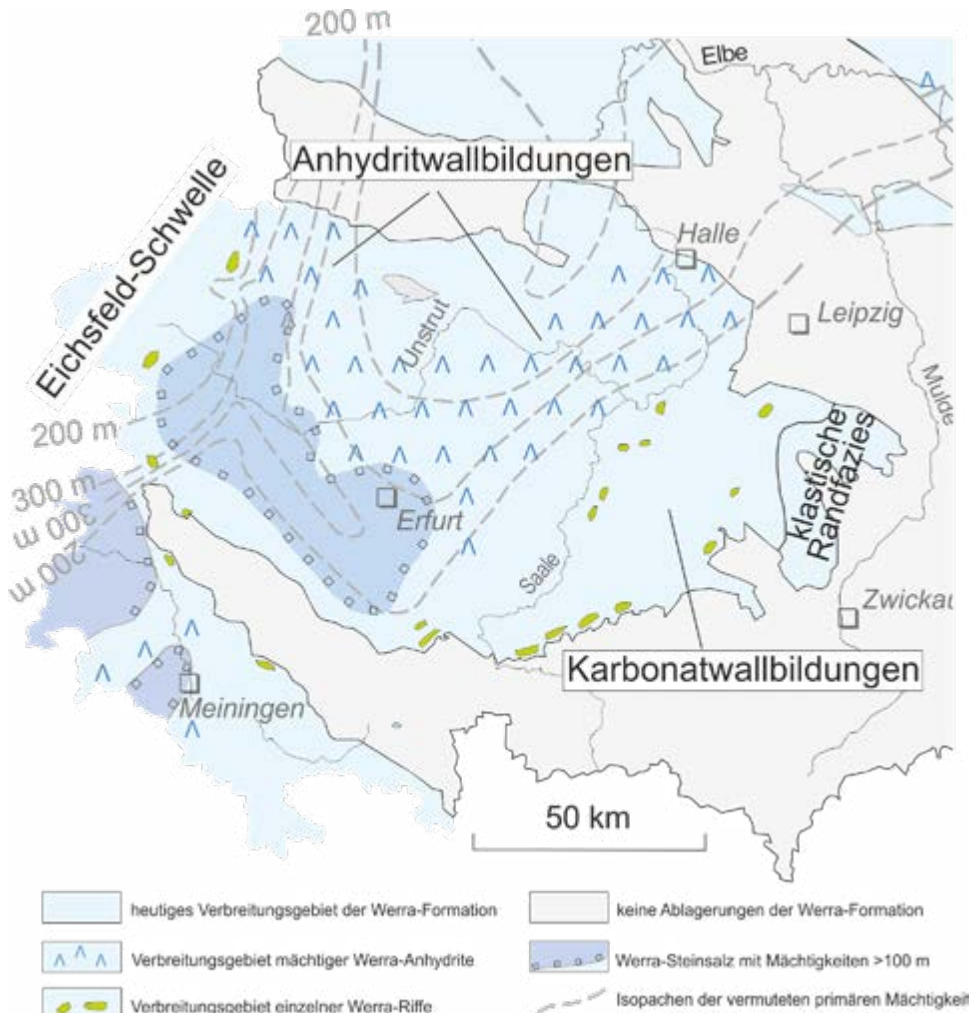 200 m
200 m
Elbe
Anhydritwallbildungen
Eichsfeld-Schwelle
Halle
Leipzig
Unstrut
Mulde
200 m
300 m
300 m
200 m
klastische
Randfazies
Erfurt
Saale
Zwickau
Karbonatwallbildungen
Meiningen
50 km
heutiges Verbreitungsgebiet der Werra-Formation
keine Ablagerungen der Werra-Formation
Verbreitungsgebiet mächtiger Werra-Anhydrite
Werra-Steinsalz mit Mächtigkeiten >100 m
Verbreitungsgebiet einzelner Werra-Riffe
Isopachen der vermuteten primären Mächtigkeit